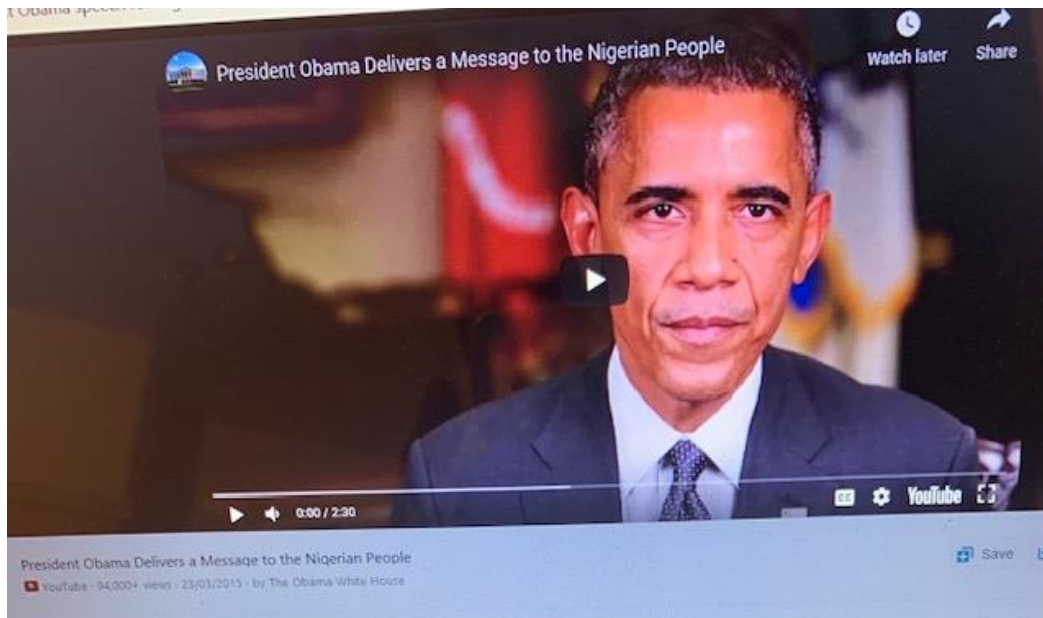 President Obama Delivers a Message to the Nigerian People
Watch later
Share
0:00 / 2:30
CC
YouTube
President Obama Delivers a Message to the Nigerian People
Save
YouTube · 94,000+ views · 23/03/2015 · by The Obama White House